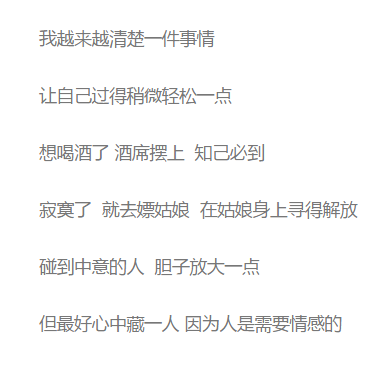 我越来越清楚一件事情
让自己过得稍微轻松一点
想喝酒了 酒席摆上 知己必到
寂寞了 就去嫖姑娘 在姑娘身上寻得解放
碰到中意的人 胆子放大一点
但最好心中藏一人 因为人是需要情感的